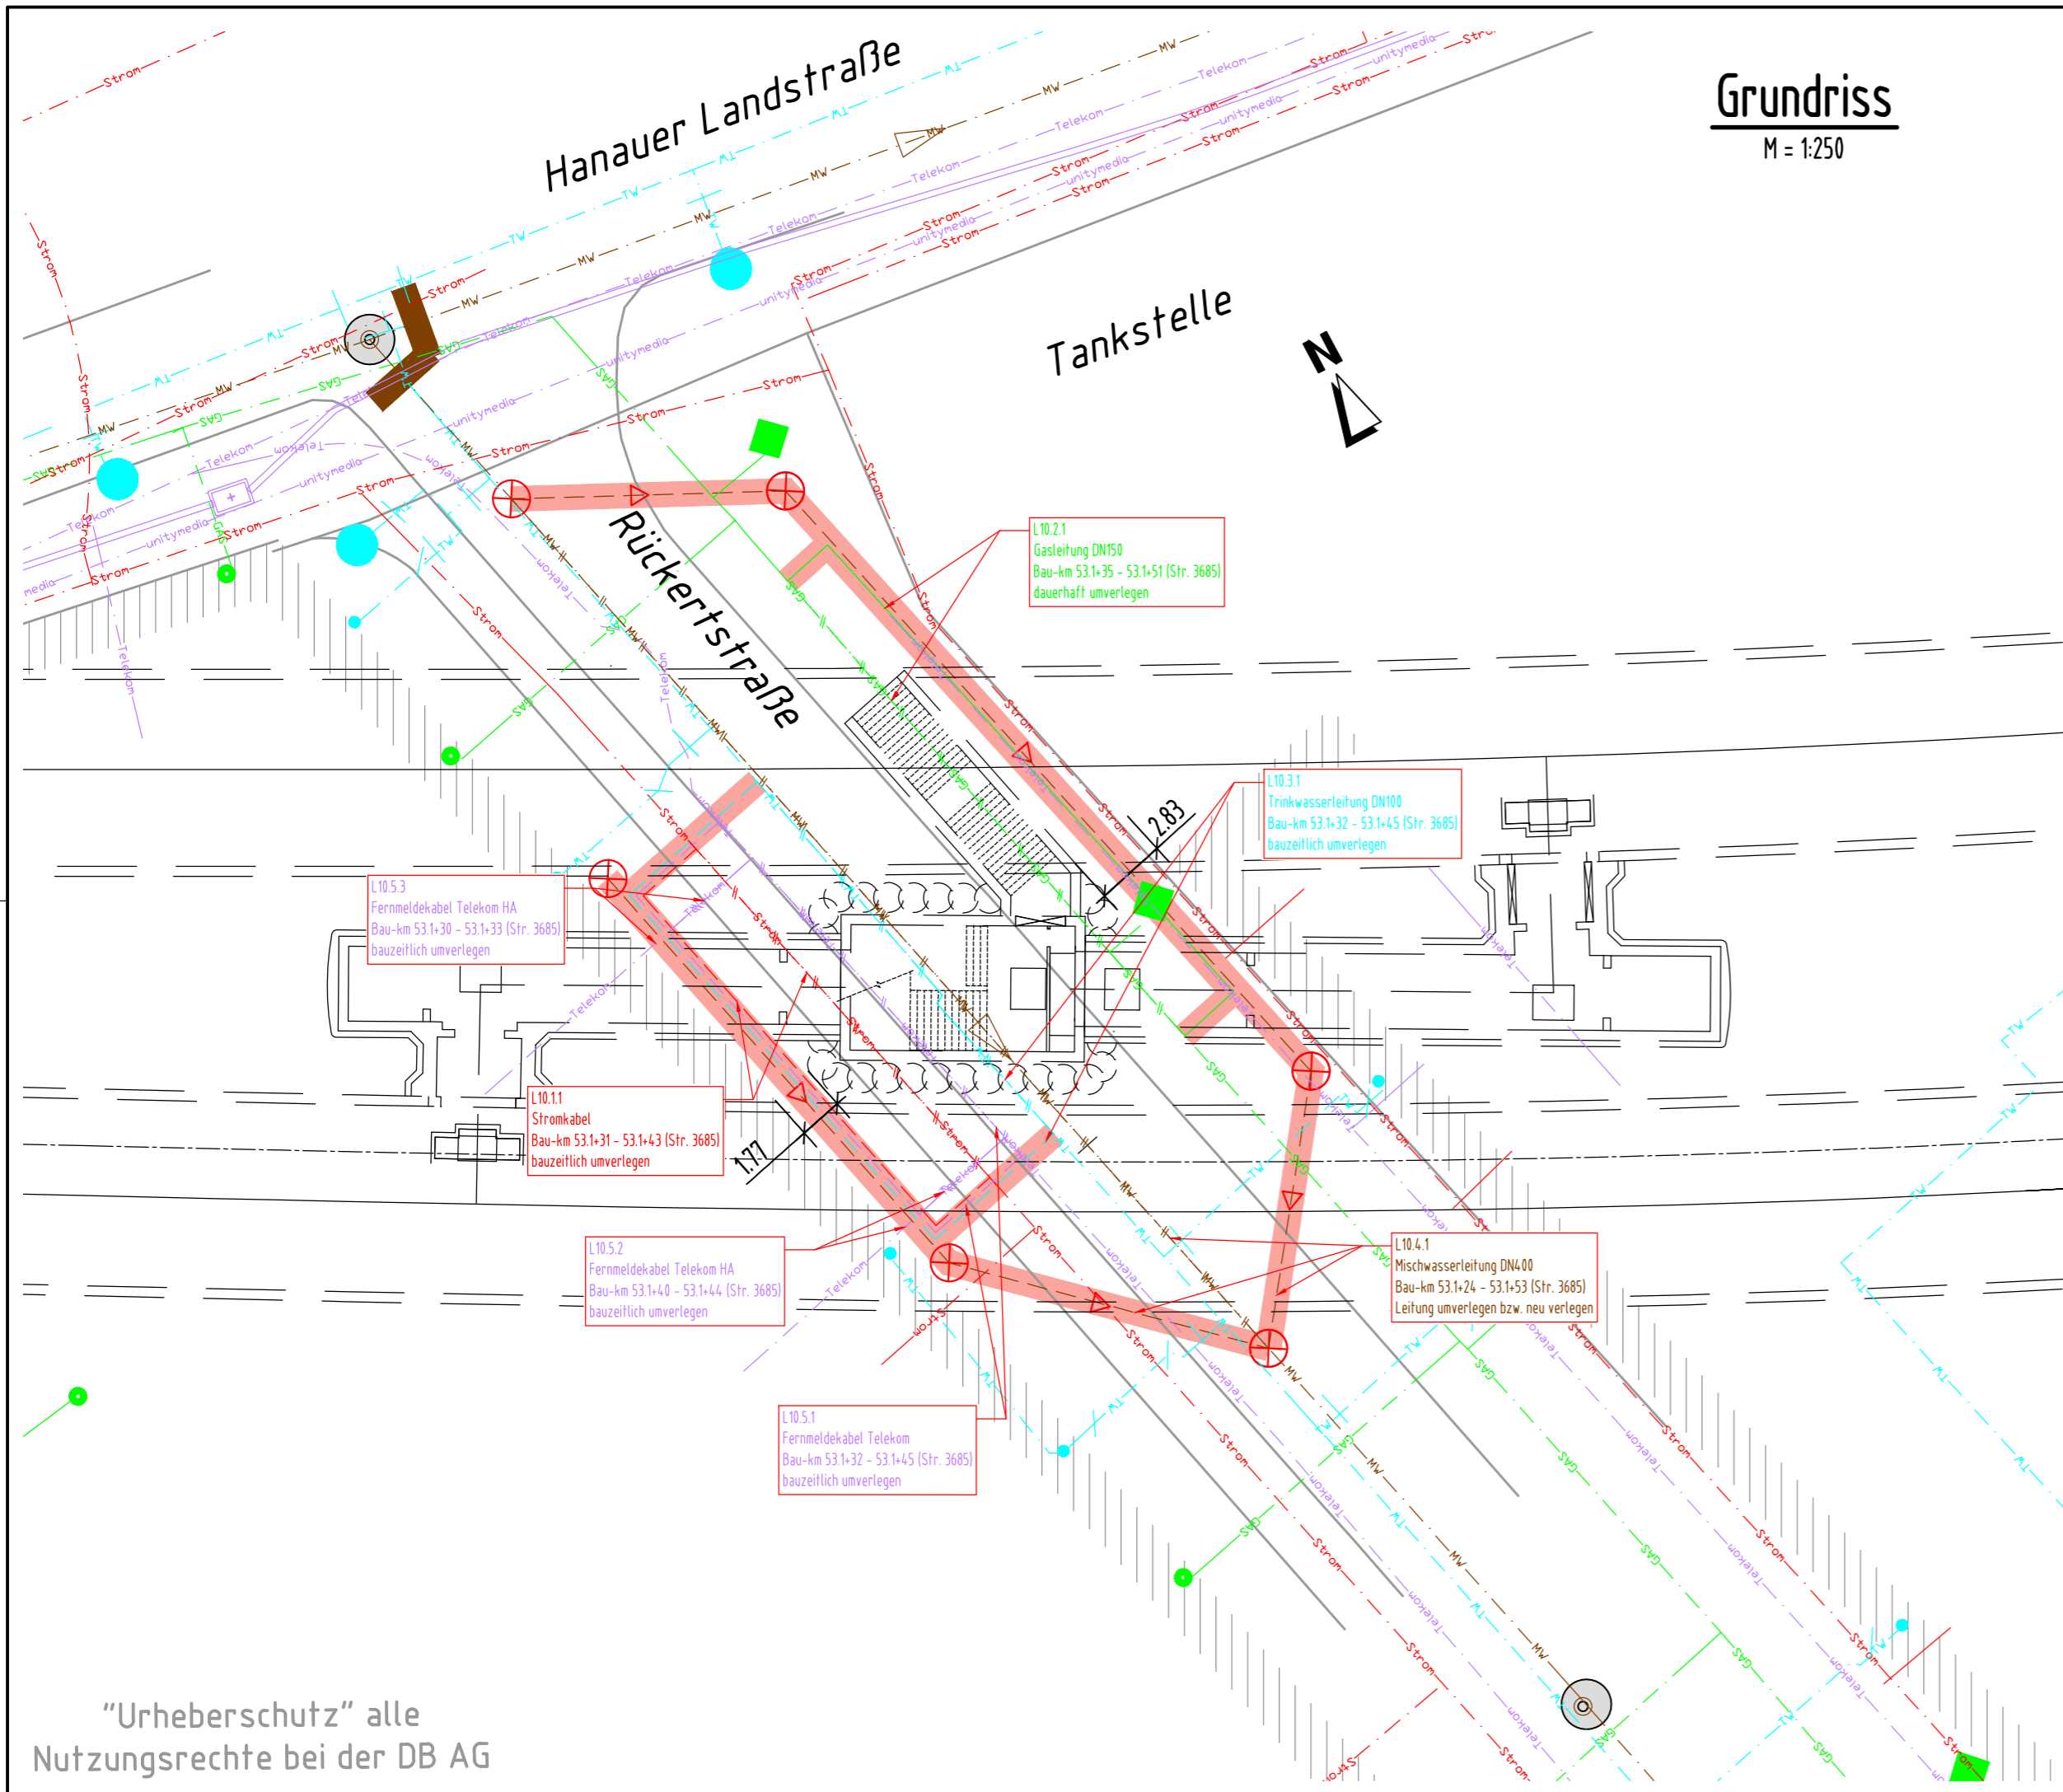 Grundriss
M = 1:250
Hanauer Landstraße
Tankstelle
N
Rückertstraße
L10.2.1
Gasleitung DN150
Bau-km 53.1+35 - 53.1+51 (Str. 3685)
dauerhaft umverlegen
L10.3.1
Trinkwasserleitung DN100
Bau-km 53.1+32 - 53.1+45 (Str. 3685)
bauzeitlich umverlegen
2.83
L10.5.3
Fernmeldekabel Telekom HA
Bau-km 53.1+30 - 53.1+33 (Str. 3685)
bauzeitlich umverlegen
L10.1.1
Stromkabel
Bau-km 53.1+31 - 53.1+43 (Str. 3685)
bauzeitlich umverlegen
1.77
L10.5.2
Fernmeldekabel Telekom HA
Bau-km 53.1+40 - 53.1+44 (Str. 3685)
bauzeitlich umverlegen
L10.4.1
Mischwasserleitung DN400
Bau-km 53.1+24 - 53.1+53 (Str. 3685)
Leitung umverlegen bzw. neu verlegen
L10.5.1
Fernmeldekabel Telekom
Bau-km 53.1+32 - 53.1+45 (Str. 3685)
bauzeitlich umverlegen
Strom
TW
MW
Telekom
unitymedia
GAS
"Urheberschutz" alle
Nutzungsrechte bei der DB AG